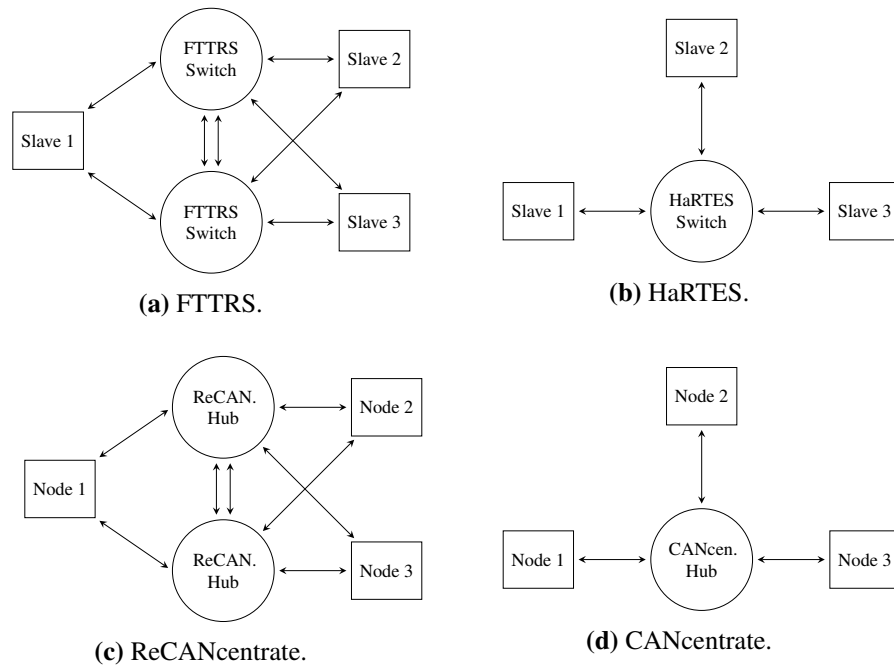 FTTRS
Switch
Slave 2
Slave 1
FTTRS
Switch
Slave 3
(a) FTTRS.
Slave 2
Slave 1
HaRTES
Switch
Slave 3
(b) HaRTES.
ReCAN.
Hub
Node 2
Node 1
ReCAN.
Hub
Node 3
(c) ReCANcentrate.
Node 2
Node 1
CANcen.
Hub
Node 3
(d) CANcentrate.